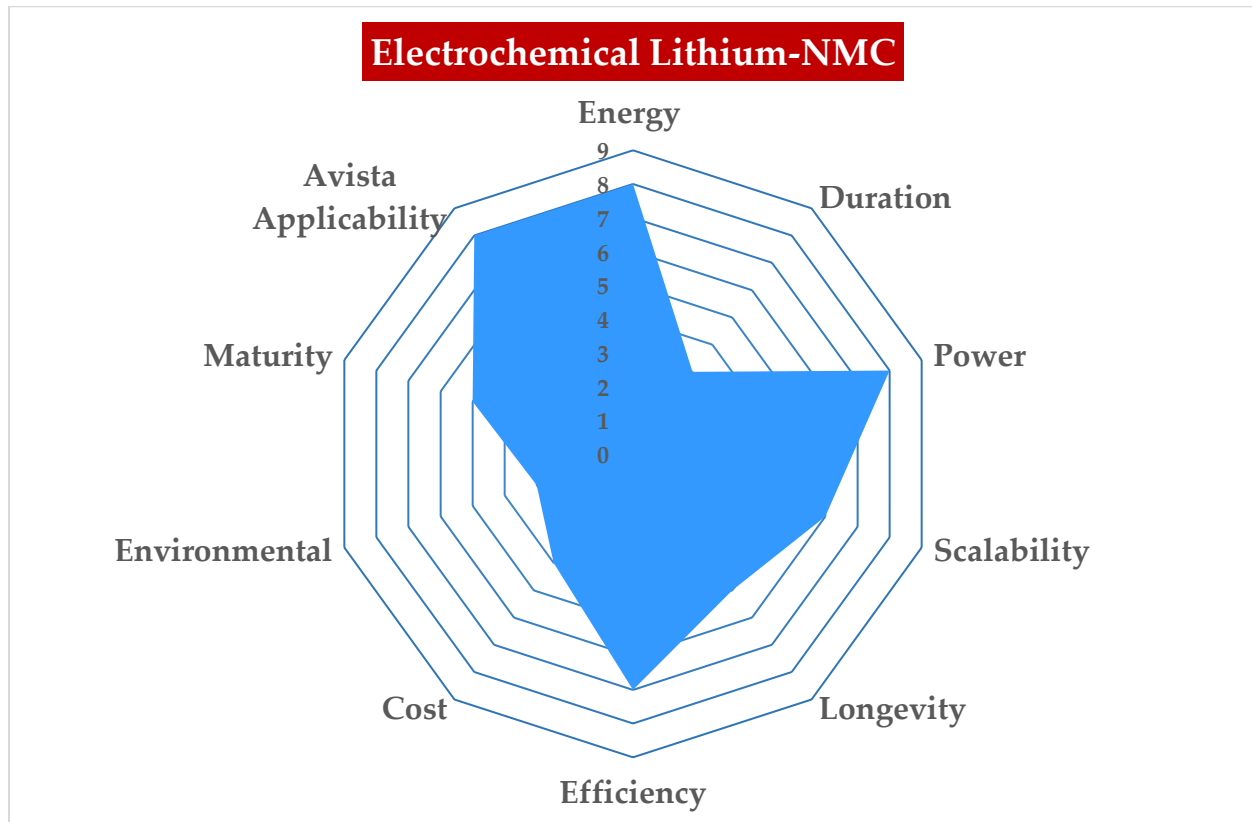 Electrochemical Lithium-NMC
Energy
9
Avista
Applicability
8
Duration
7
6
5
4
Maturity
Power
3
2
1
0
Environmental
Scalability
Cost
Longevity
Efficiency